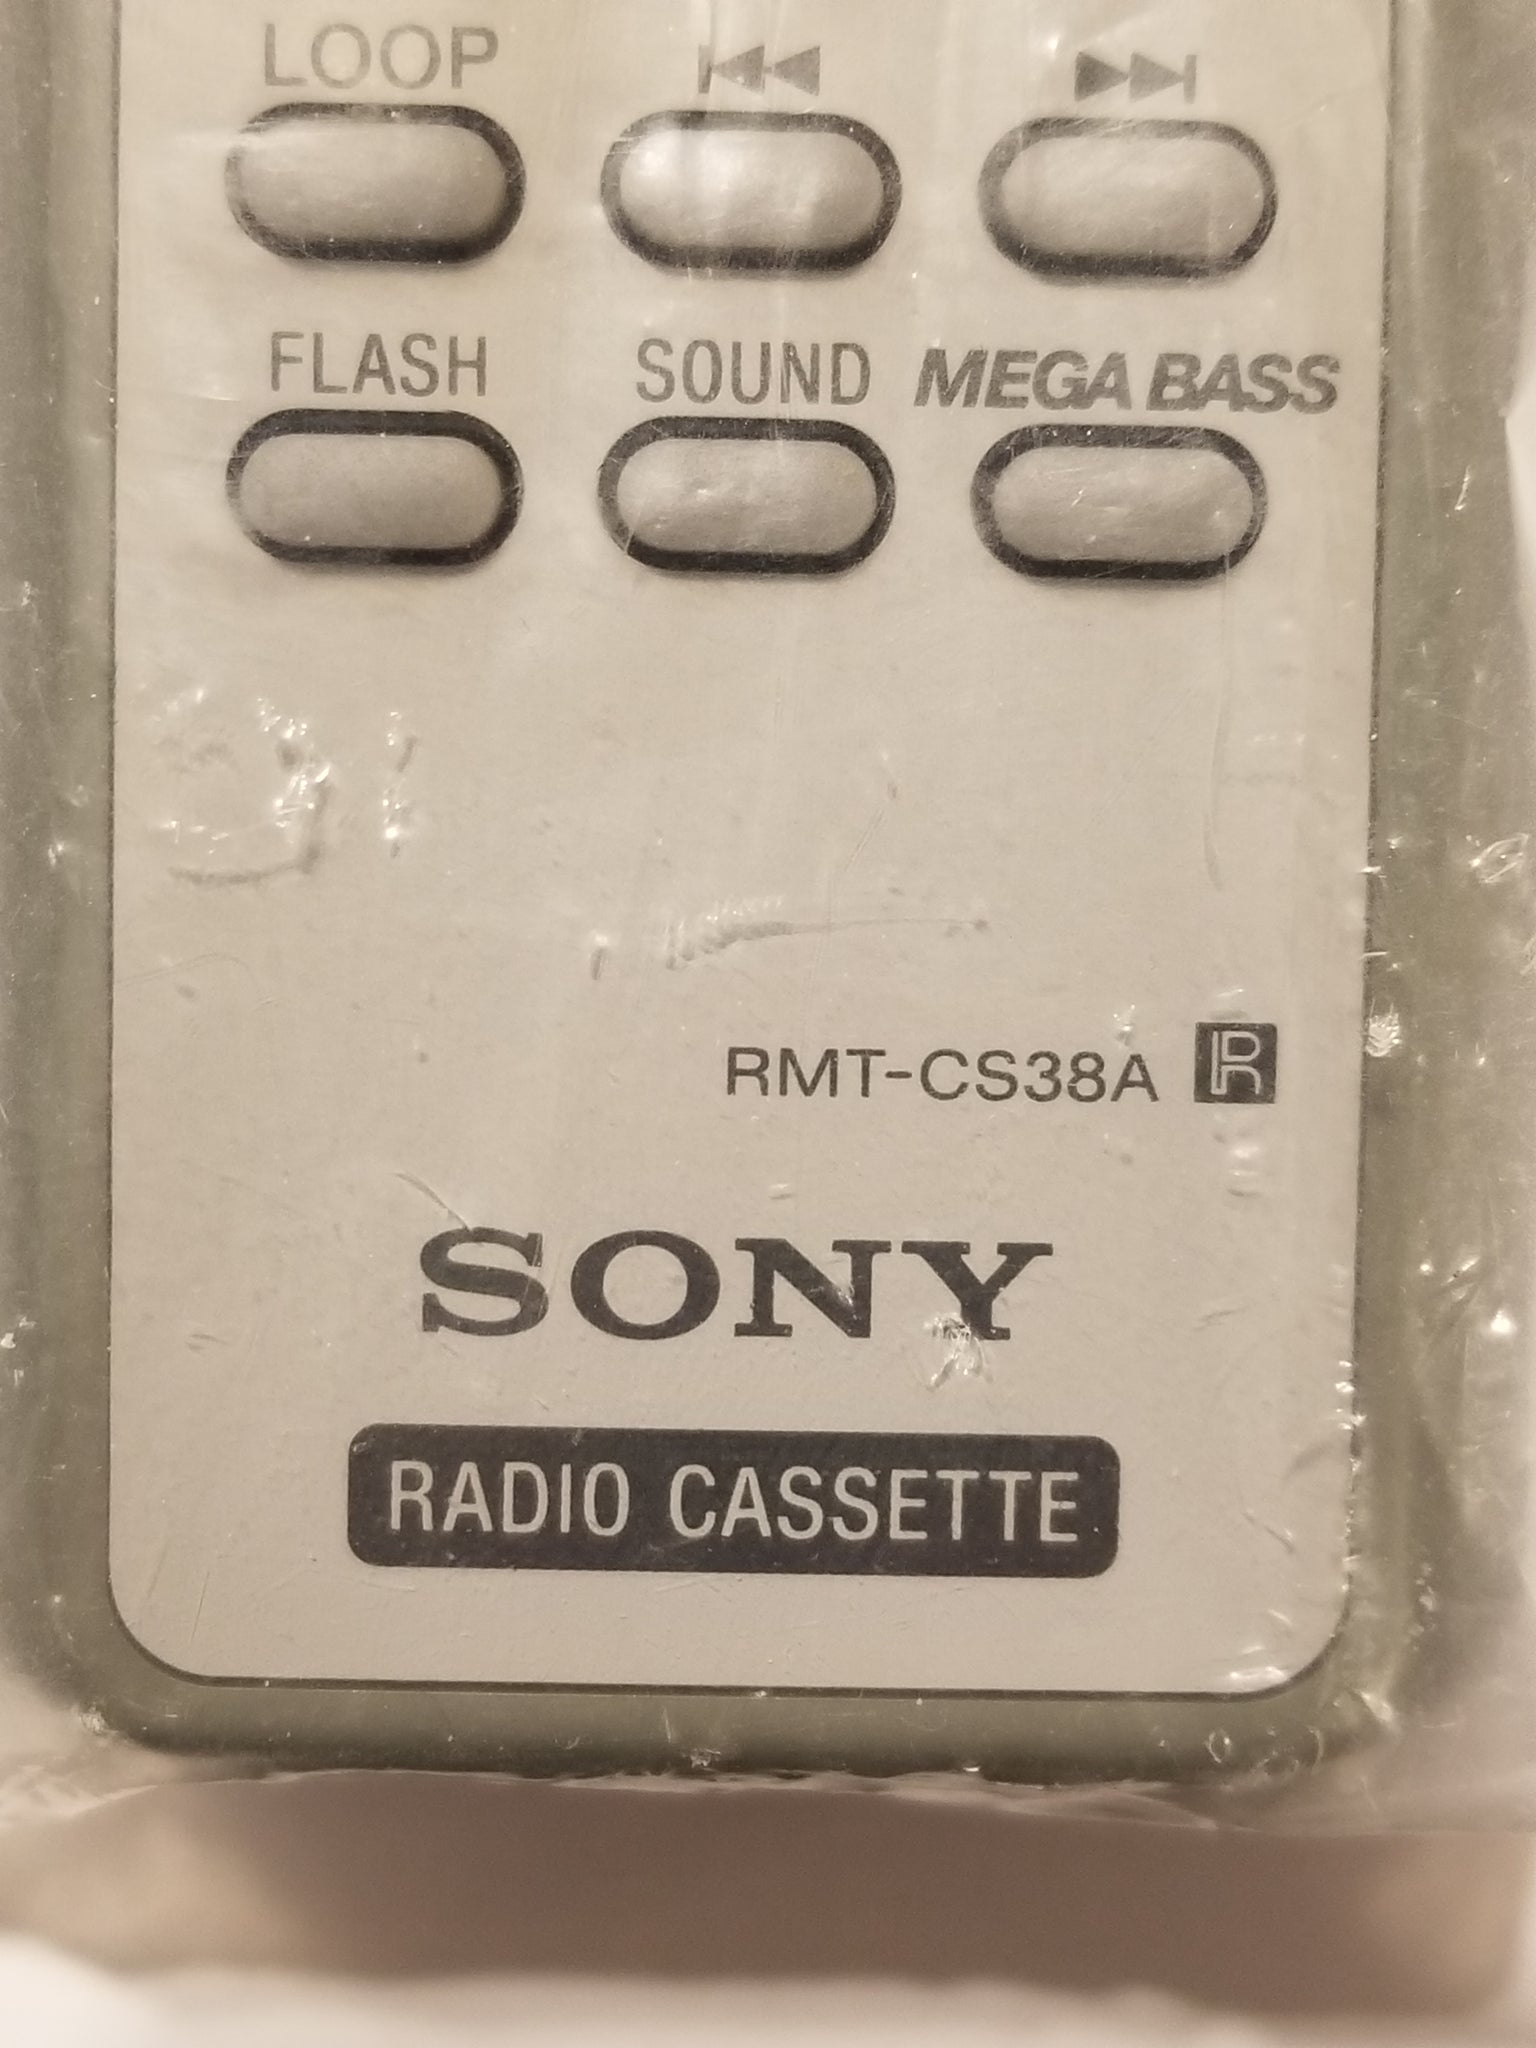 LOOP ⏮ ⏭
FLASH SOUND MEGA BASS
RMT-CS38A R
SONY
RADIO CASSETTE